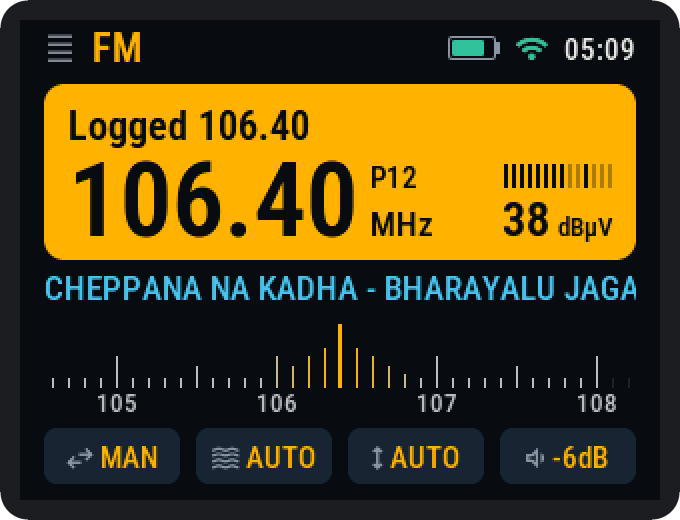 FM 05:09
Logged 106.40
106.40 P12 MHz 38 dBµV
CHEPPANA NA KADHA - BHARAYALU JAGA
105 106 107 108
MAN AUTO AUTO -6dB